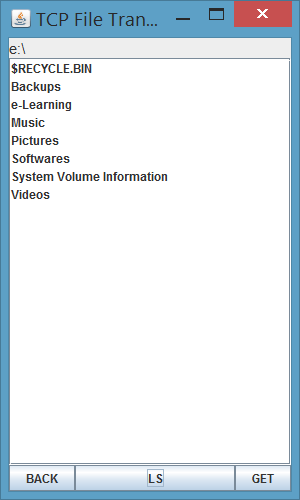 TCP File Tran...
e:\
$RECYCLE.BIN
Backups
e-Learning
Music
Pictures
Softwares
System Volume Information
Videos
BACK LS GET